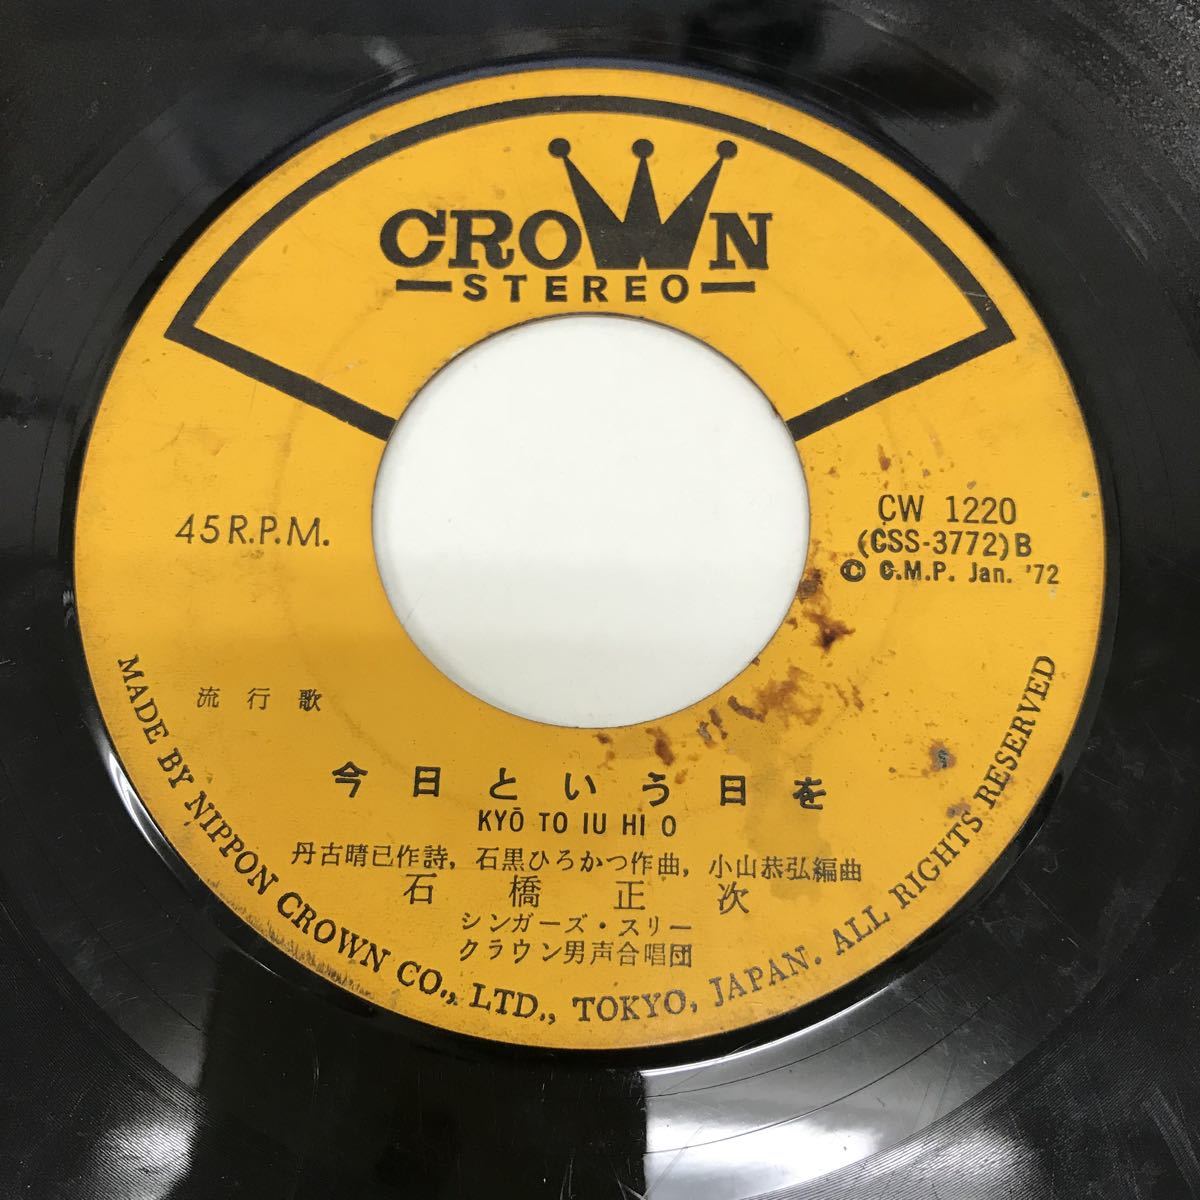 CROWN
STEREO
45 R.P.M.
CW 1220
(CSS-3772) B
© C.M.P. Jan. '72
流行歌
今日という日を
KYŌ TO IU HI O
丹古晴己作詩, 石黒ひろかつ作曲, 小山恭弘編曲
石橋正次
シンガーズ・スリー
クラウン男声合唱団
MADE BY NIPPON CROWN CO., LTD., TOKYO, JAPAN. ALL RIGHTS RESERVED